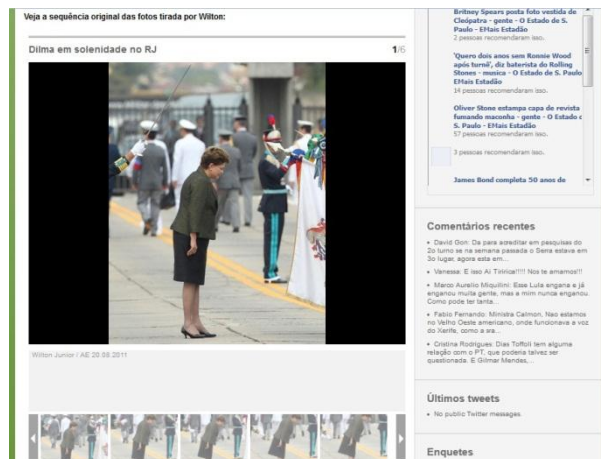 Veja a sequência original das fotos tirada por Wilton:
Dilma em solenidade no RJ 1/6
Wilton Junior / AE 20.08.2011
Britney Spears posta foto vestida de
Cleópatra - gente - O Estado de S.
Paulo - EMais Estadão
2 pessoas recomendaram isso.
'Quero dois anos sem Ronnie Wood
após turnê', diz baterista do Rolling
Stones - musica - O Estado de S. Paulo
EMais Estadão
14 pessoas recomendaram isso.
Oliver Stone estampa capa de revista
fumando maconha - gente - O Estado d
S. Paulo - EMais Estadão
57 pessoas recomendaram isso.
3 pessoas recomendaram isso.
James Bond completa 50 anos de
Comentários recentes
• David Gon: Da para acreditar em pesquisas do
2o turno se na semana passada o Serra estava em
3o lugar, agora esta em...
• Vanessa: E isso Ai Tiririca!!!! Nos te amamos!!!
• Marco Aurelio Miquilini: Esse Lula engana e já
enganou muita gente, mas a mim nunca enganou.
Como pode ter tanta...
• Fabio Fernando: Ministra Calmon, Nao estamos
no Velho Oeste americano, onde funcionava a voz
do Xerife, como a sra...
• Cristina Rodrigues: Dias Toffoli tem alguma
relação com o PT, que poderia talvez ser
questionada. E Gilmar Mendes,...
Últimos tweets
• No public Twitter messages.
Enquetes